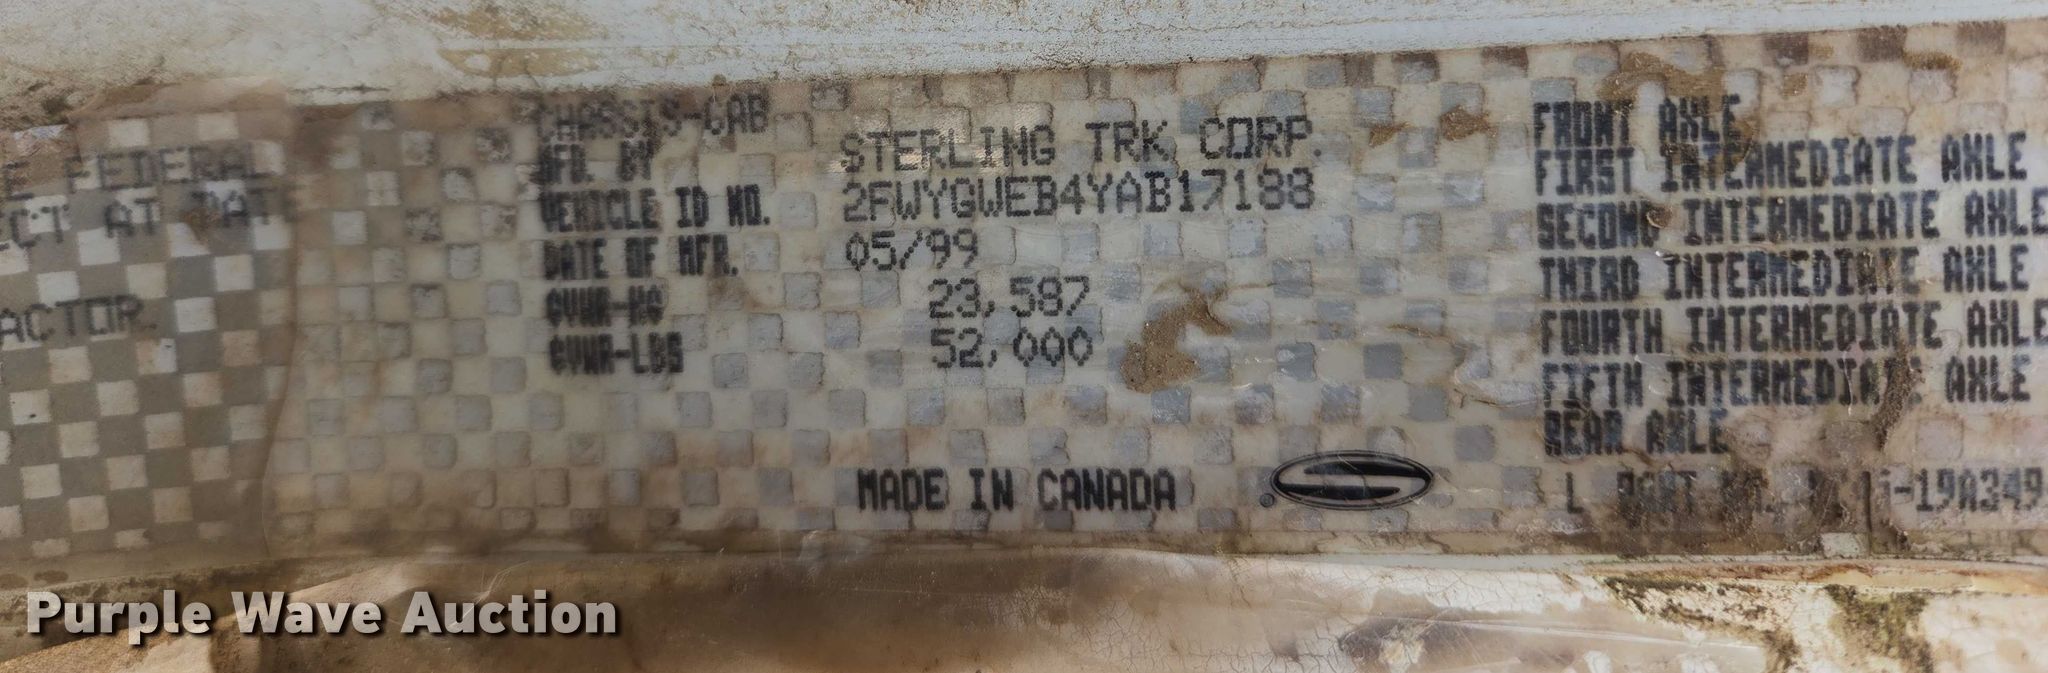 E FEDERAL
ECT AT DATE
ACTOR
CHASSIS-CAB
MFD. BY STERLING TRK CORP.
VEHICLE ID NO. 2FWYGWEB4YAB17188
DATE OF MFR. 05/99
GVWR-KG 23,587
GVWR-LBS 52,000
MADE IN CANADA
FRONT AXLE
FIRST INTERMEDIATE AXLE
SECOND INTERMEDIATE AXLE
THIRD INTERMEDIATE AXLE
FOURTH INTERMEDIATE AXLE
FIFTH INTERMEDIATE AXLE
REAR AXLE
L PART -19A349
Purple Wave Auction